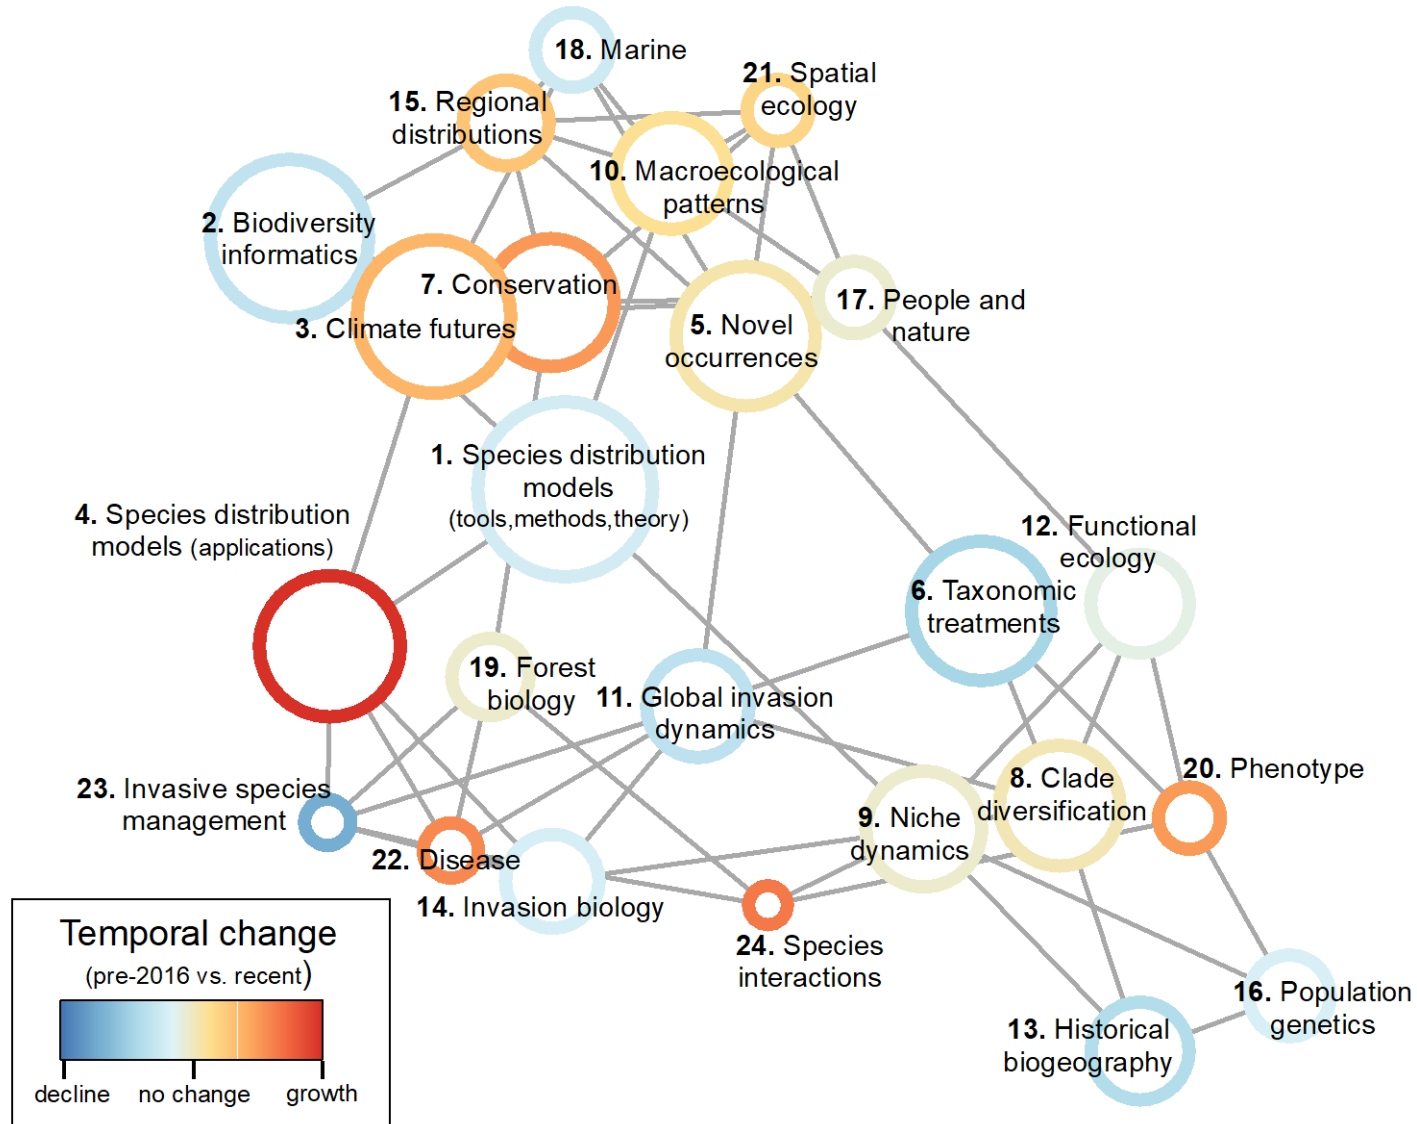 18. Marine
21. Spatial
ecology
15. Regional
distributions
10. Macroecological
patterns
2. Biodiversity
informatics
7. Conservation
3. Climate futures
17. People and
nature
5. Novel
occurrences
1. Species distribution
models
(tools,methods,theory)
4. Species distribution
models (applications)
12. Functional
ecology
6. Taxonomic
treatments
19. Forest
biology
11. Global invasion
dynamics
23. Invasive species
management
8. Clade
diversification
20. Phenotype
9. Niche
dynamics
22. Disease
14. Invasion biology
24. Species
interactions
16. Population
genetics
13. Historical
biogeography
Temporal change
(pre-2016 vs. recent)
decline no change growth